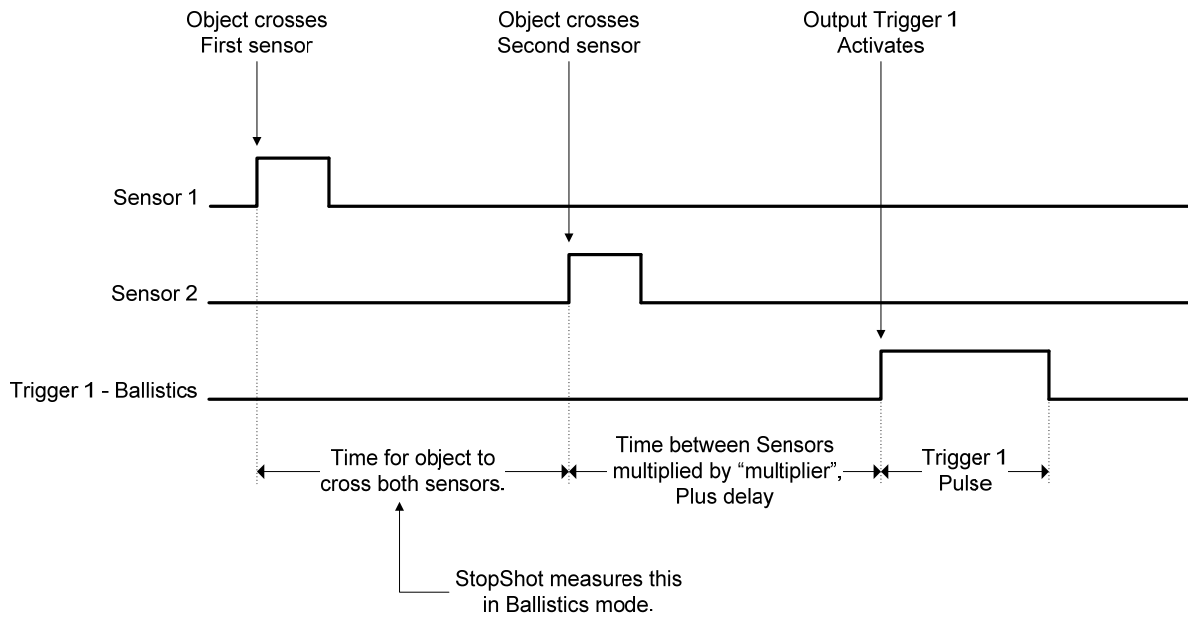 Object crosses
First sensor
Object crosses
Second sensor
Output Trigger 1
Activates
Sensor 1
Sensor 2
Trigger 1 - Ballistics
Time for object to
cross both sensors.
Time between Sensors
multiplied by “multiplier”,
Plus delay
Trigger 1
Pulse
StopShot measures this
in Ballistics mode.